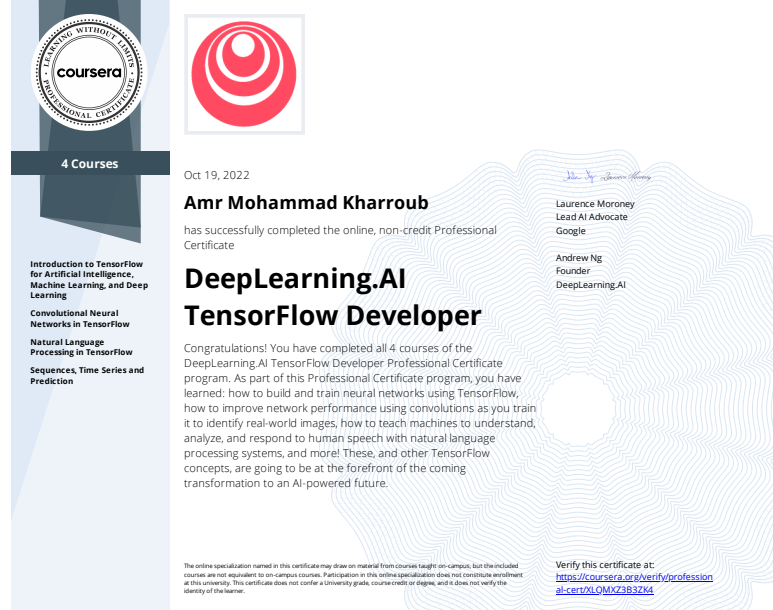 LEARNING WITHOUT LIMITS
coursera
PROFESSIONAL CERTIFICATE
4 Courses
Introduction to TensorFlow
for Artificial Intelligence,
Machine Learning, and Deep
Learning
Convolutional Neural
Networks in TensorFlow
Natural Language
Processing in TensorFlow
Sequences, Time Series and
Prediction
Oct 19, 2022
Amr Mohammad Kharroub
has successfully completed the online, non-credit Professional
Certificate
DeepLearning.AI
TensorFlow Developer
Congratulations! You have completed all 4 courses of the
DeepLearning.AI TensorFlow Developer Professional Certificate
program. As part of this Professional Certificate program, you have
learned: how to build and train neural networks using TensorFlow,
how to improve network performance using convolutions as you train
it to identify real-world images, how to teach machines to understand,
analyze, and respond to human speech with natural language
processing systems, and more! These, and other TensorFlow
concepts, are going to be at the forefront of the coming
transformation to an AI-powered future.
Laurence Moroney
Lead AI Advocate
Google
Andrew Ng
Founder
DeepLearning.AI
The online specialization named in this certificate may draw on material from courses taught on-campus, but the included
courses are not equivalent to on-campus courses. Participation in this online specialization does not constitute enrollment
at this university. This certificate does not confer a University grade, course credit or degree, and it does not verify the
identity of the learner.
Verify this certificate at:
https://coursera.org/verify/profession
al-cert/XLQMXZ3B3ZK4